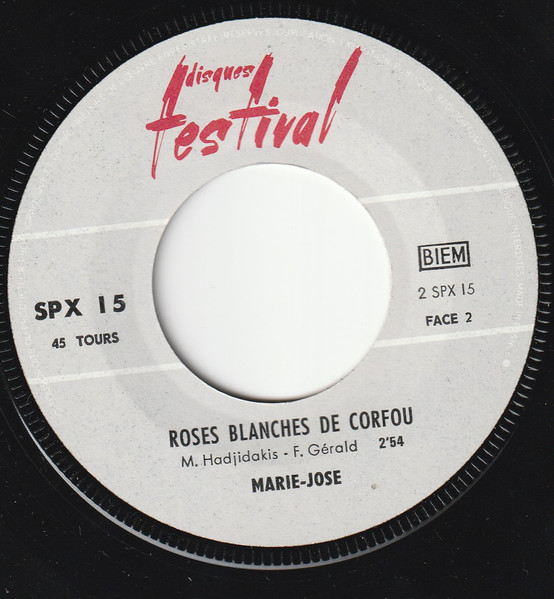 disques
festival
BIEM
SPX 15
2 SPX 15
45 TOURS
FACE 2
ROSES BLANCHES DE CORFOU
M. Hadjidakis - F. Gérald 2'54
MARIE-JOSE